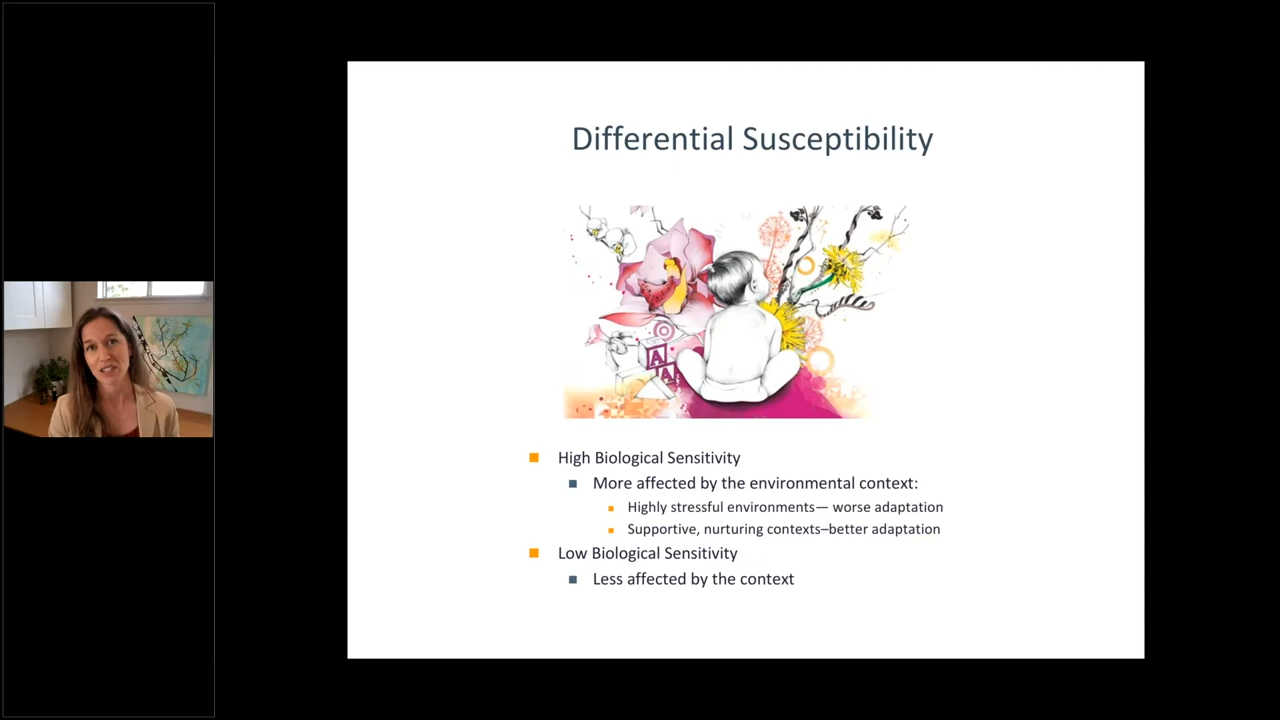 Differential Susceptibility
A
A
High Biological Sensitivity
More affected by the environmental context:
Highly stressful environments— worse adaptation
Supportive, nurturing contexts–better adaptation
Low Biological Sensitivity
Less affected by the context